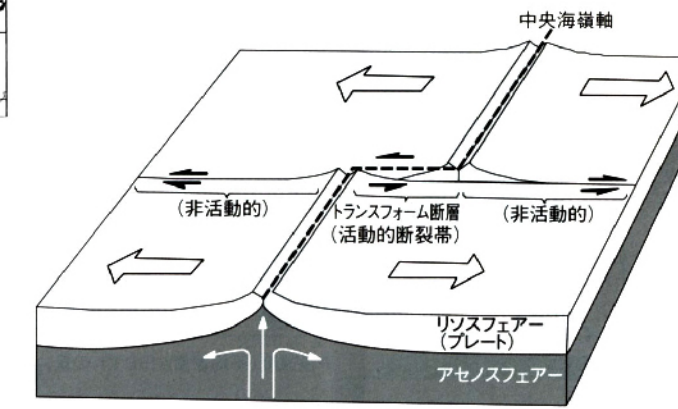 中央海嶺軸
(非活動的)
トランスフォーム断層
(活動的断裂帯)
(非活動的)
リソスフェアー
(プレート)
アセノスフェアー